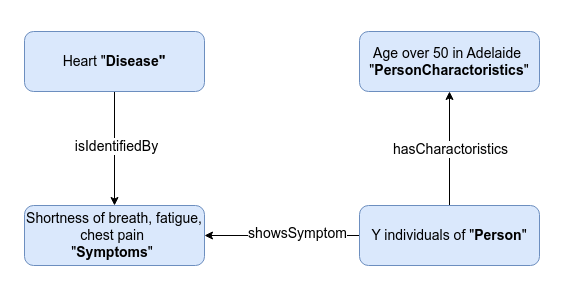 Heart "Disease"
Age over 50 in Adelaide
"PersonCharactoristics"
isIdentifiedBy
hasCharactoristics
Shortness of breath, fatigue,
chest pain
"Symptoms"
showsSymptom
Y individuals of "Person"